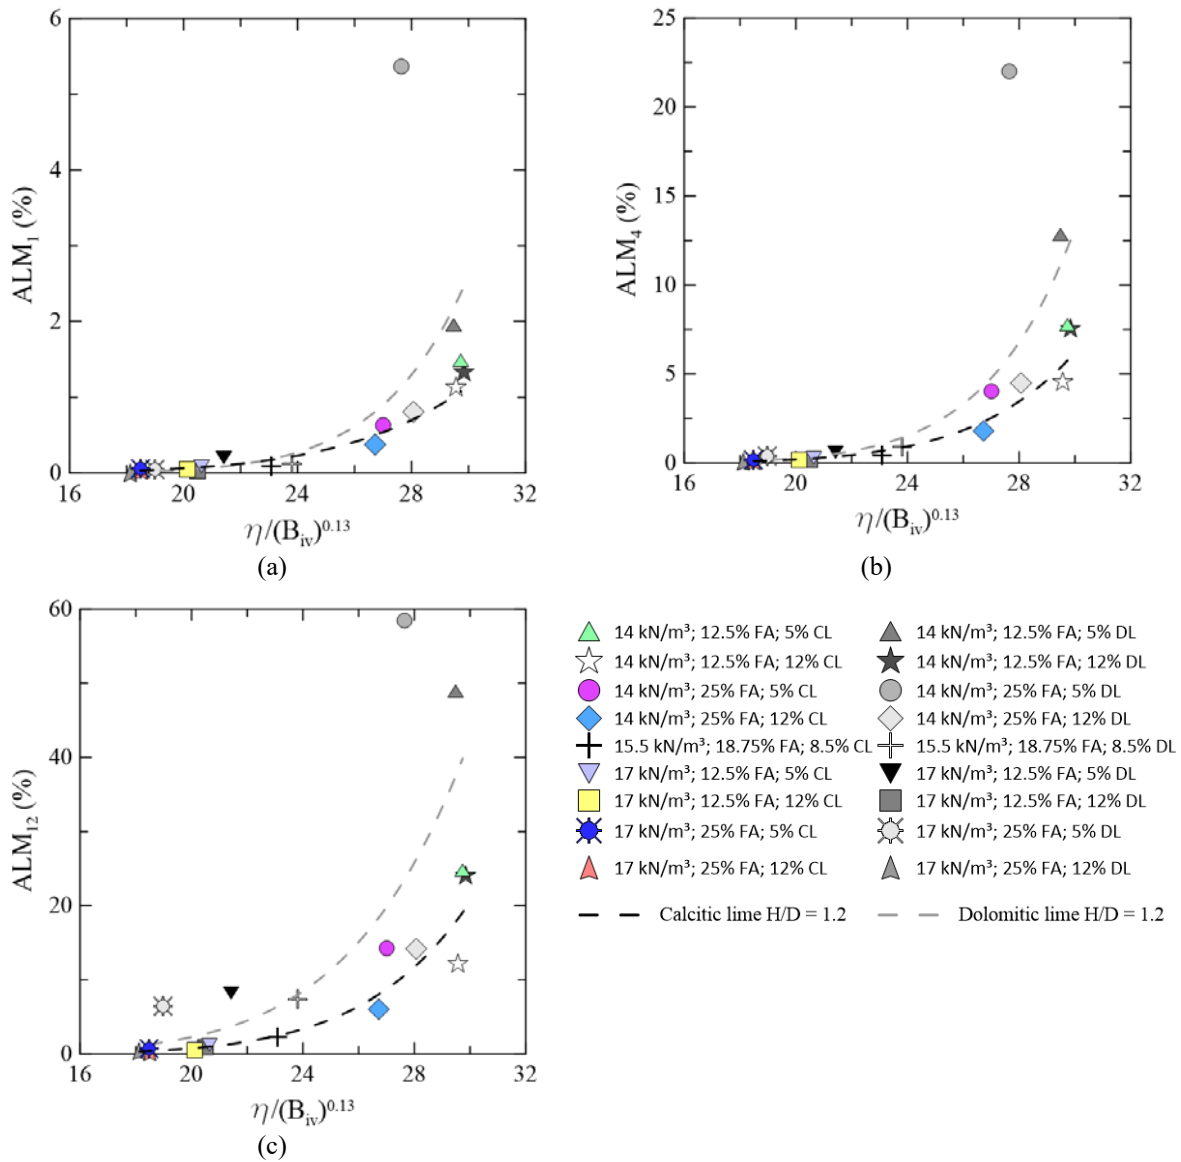 6
4
2
0
ALM₁ (%)
16 20 24 28 32
η/(B_iv)^0.13
(a)
25
20
15
10
5
0
ALM₄ (%)
16 20 24 28 32
η/(B_iv)^0.13
(b)
60
40
20
0
ALM₁₂ (%)
16 20 24 28 32
η/(B_iv)^0.13
(c)
14 kN/m³; 12.5% FA; 5% CL
14 kN/m³; 12.5% FA; 12% CL
14 kN/m³; 25% FA; 5% CL
14 kN/m³; 25% FA; 12% CL
15.5 kN/m³; 18.75% FA; 8.5% CL
17 kN/m³; 12.5% FA; 5% CL
17 kN/m³; 12.5% FA; 12% CL
17 kN/m³; 25% FA; 5% CL
17 kN/m³; 25% FA; 12% CL
Calcitic lime H/D = 1.2
14 kN/m³; 12.5% FA; 5% DL
14 kN/m³; 12.5% FA; 12% DL
14 kN/m³; 25% FA; 5% DL
14 kN/m³; 25% FA; 12% DL
15.5 kN/m³; 18.75% FA; 8.5% DL
17 kN/m³; 12.5% FA; 5% DL
17 kN/m³; 12.5% FA; 12% DL
17 kN/m³; 25% FA; 5% DL
17 kN/m³; 25% FA; 12% DL
Dolomitic lime H/D = 1.2